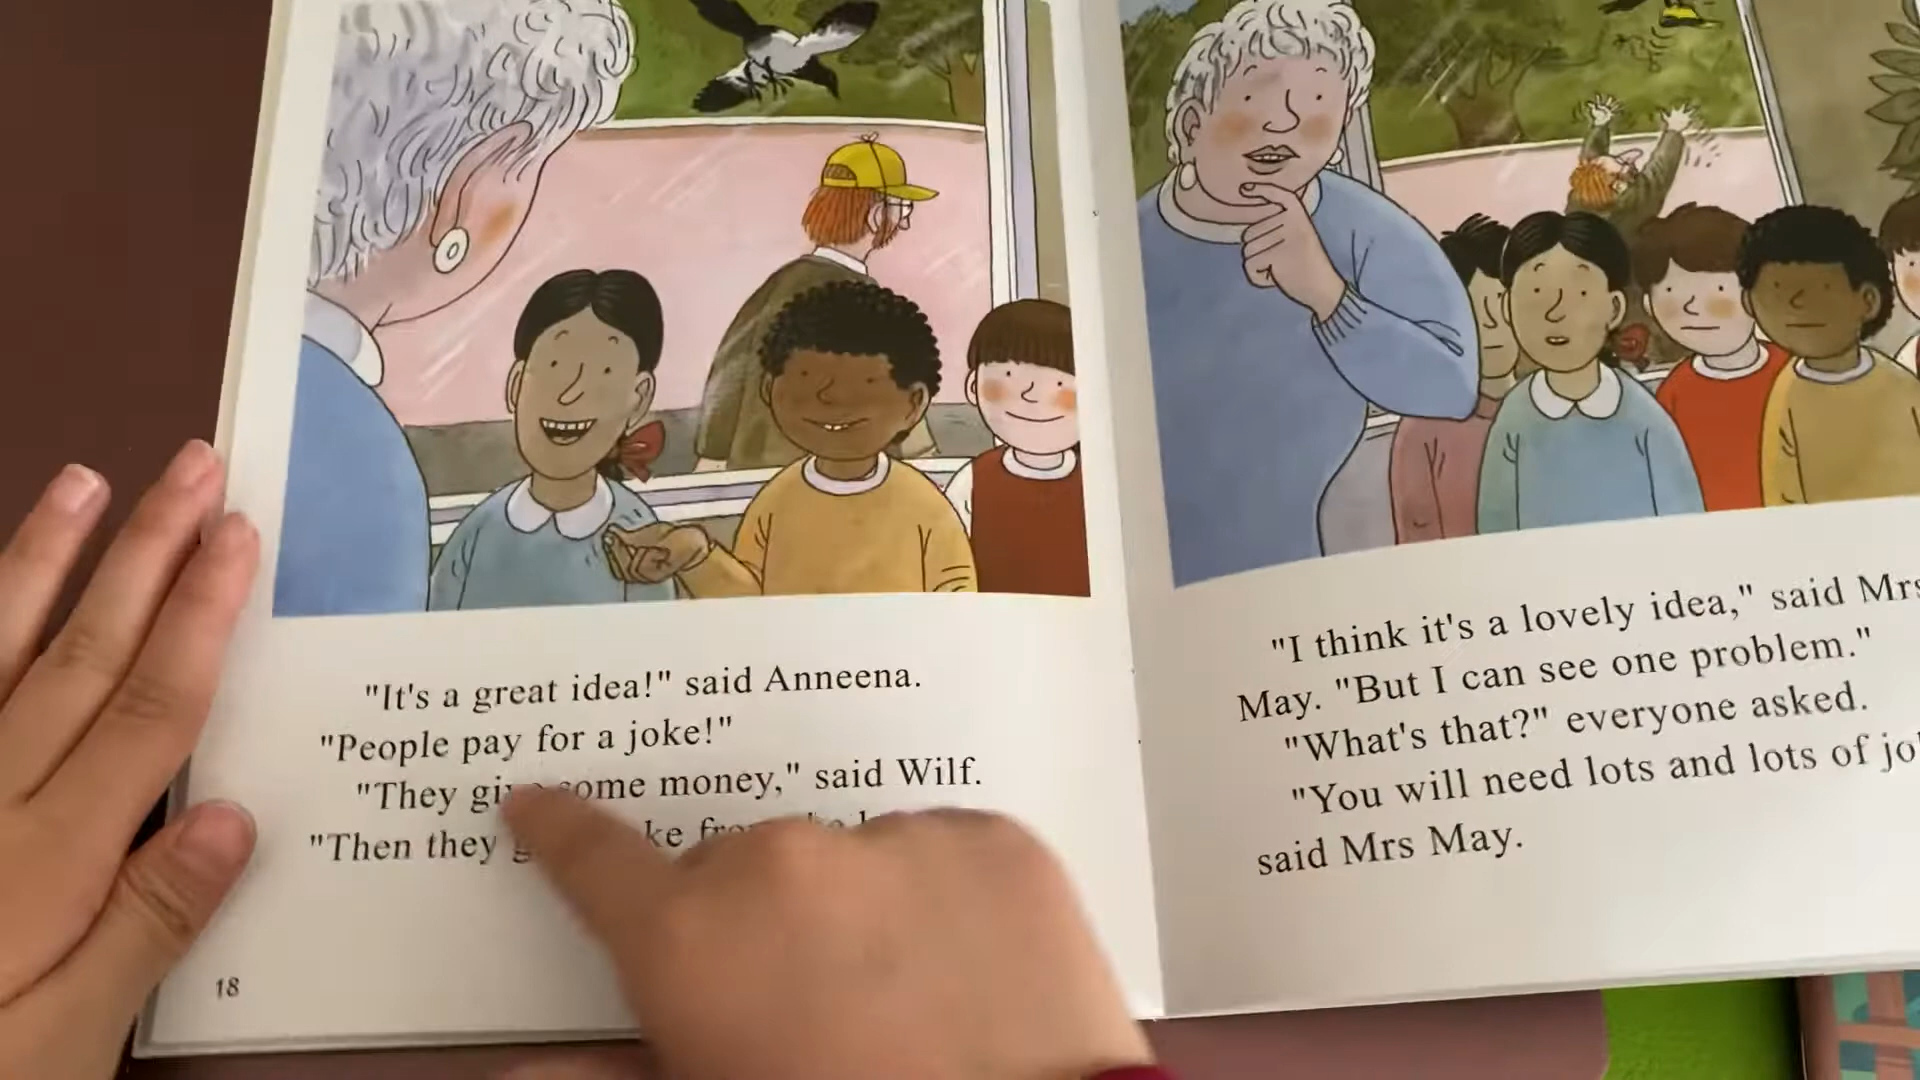 "It's a great idea!" said Anneena.
"People pay for a joke!"
"They some money," said Wilf.
"Then they
18
"I think it's a lovely idea," said Mrs
May. "But I can see one problem."
"What's that?" everyone asked.
"You will need lots and lots of
said Mrs May.